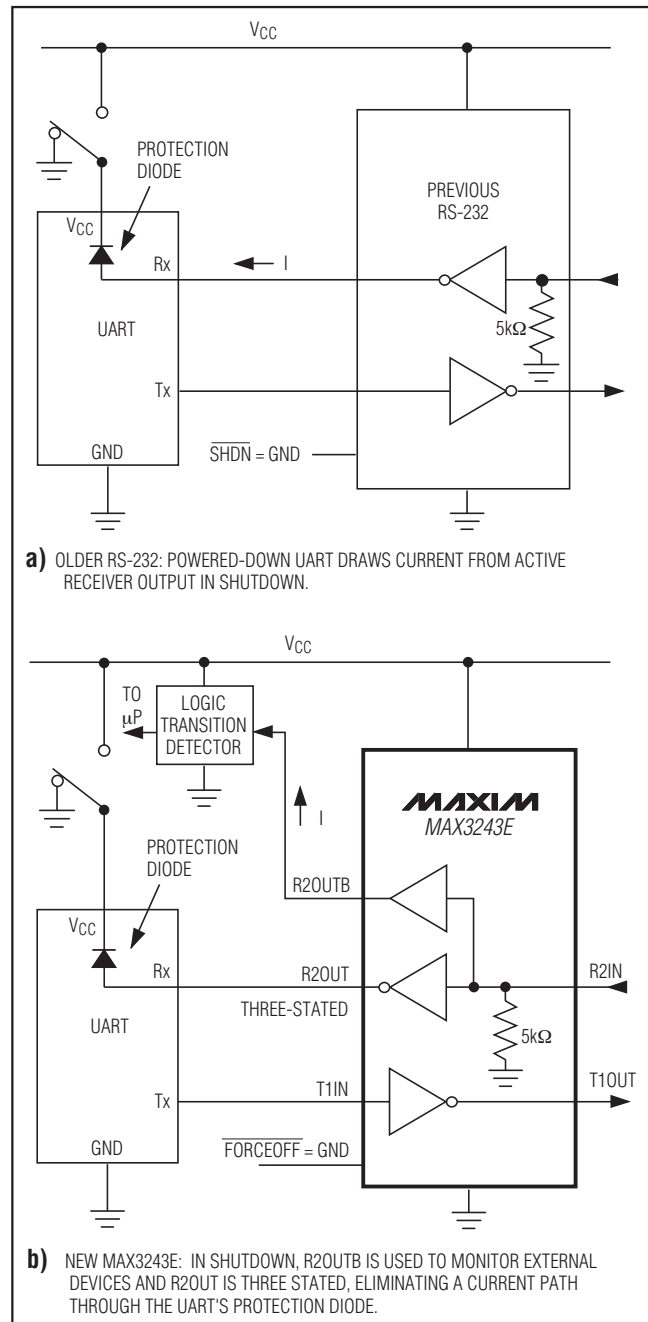 VCC
PROTECTION
DIODE
PREVIOUS
RS-232
VCC
Rx
I
5kΩ
UART
Tx
GND
SHDN = GND
a) OLDER RS-232: POWERED-DOWN UART DRAWS CURRENT FROM ACTIVE
RECEIVER OUTPUT IN SHUTDOWN.
VCC
TO
μP
LOGIC
TRANSITION
DETECTOR
MAXIM
MAX3243E
I
PROTECTION
DIODE
R2OUTB
VCC
Rx
R2OUT
R2IN
THREE-STATED
UART
5kΩ
Tx
T1IN
T1OUT
GND
FORCEOFF = GND
b) NEW MAX3243E: IN SHUTDOWN, R2OUTB IS USED TO MONITOR EXTERNAL
DEVICES AND R2OUT IS THREE STATED, ELIMINATING A CURRENT PATH
THROUGH THE UART'S PROTECTION DIODE.